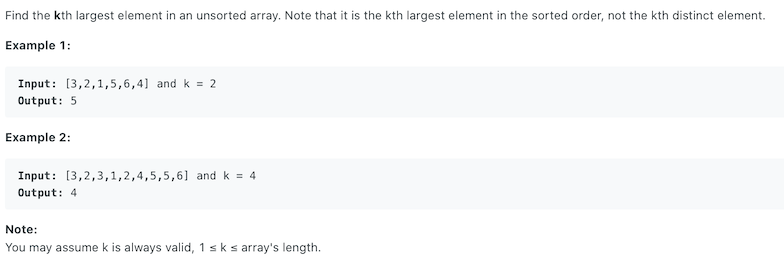 Find the kth largest element in an unsorted array. Note that it is the kth largest element in the sorted order, not the kth distinct element.
Example 1:
Input: [3,2,1,5,6,4] and k = 2
Output: 5
Example 2:
Input: [3,2,3,1,2,4,5,5,6] and k = 4
Output: 4
Note:
You may assume k is always valid, 1 ≤ k ≤ array's length.